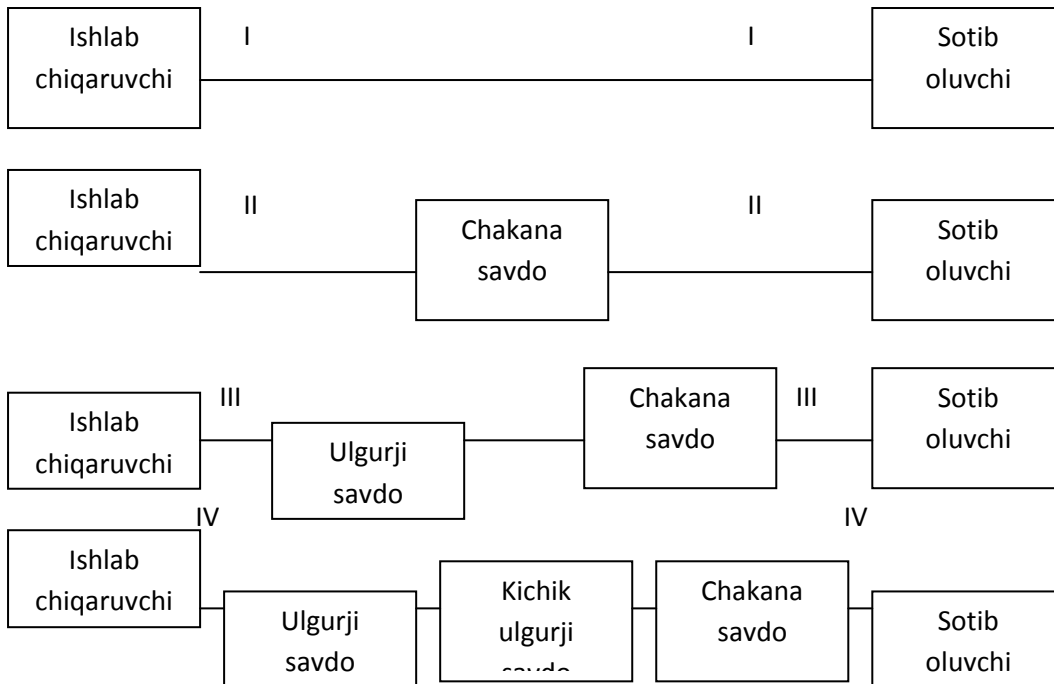 Ishlab
chiqaruvchi
I
I
Sotib
oluvchi
Ishlab
chiqaruvchi
II
Chakana
savdo
II
Sotib
oluvchi
Ishlab
chiqaruvchi
III
Ulgurji
savdo
Chakana
savdo
III
Sotib
oluvchi
Ishlab
chiqaruvchi
IV
Ulgurji
savdo
Kichik
ulgurji
Chakana
savdo
IV
Sotib
oluvchi